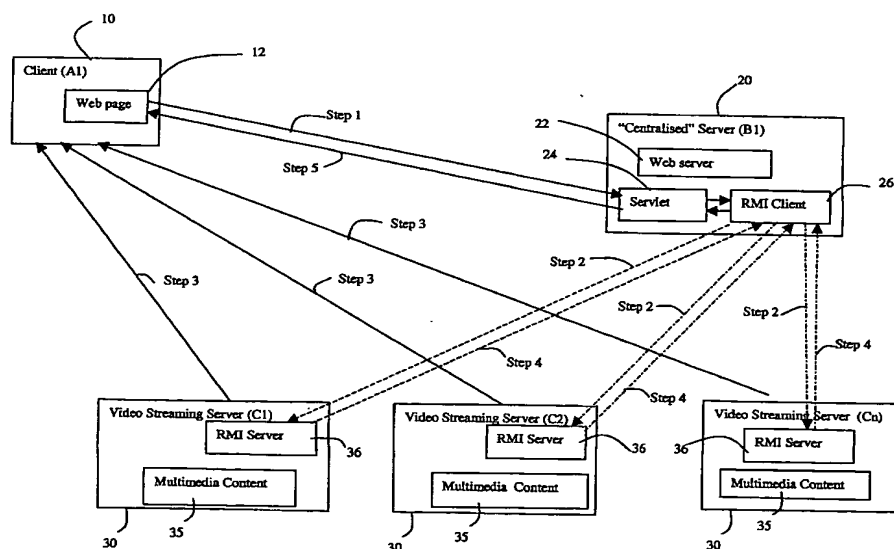 10
12
Client (A1)
Web page
Step 1
Step 5
20
22
"Centralised" Server (B1)
24
Web server
26
Servlet
RMI Client
Step 3
Step 3
Step 3
Step 2
Step 2
Step 2
Step 4
Step 4
Step 4
Video Streaming Server (C1)
RMI Server
36
Multimedia Content
35
30
Video Streaming Server (C2)
RMI Server
36
Multimedia Content
35
30
Video Streaming Server (Cn)
RMI Server
36
Multimedia Content
35
30